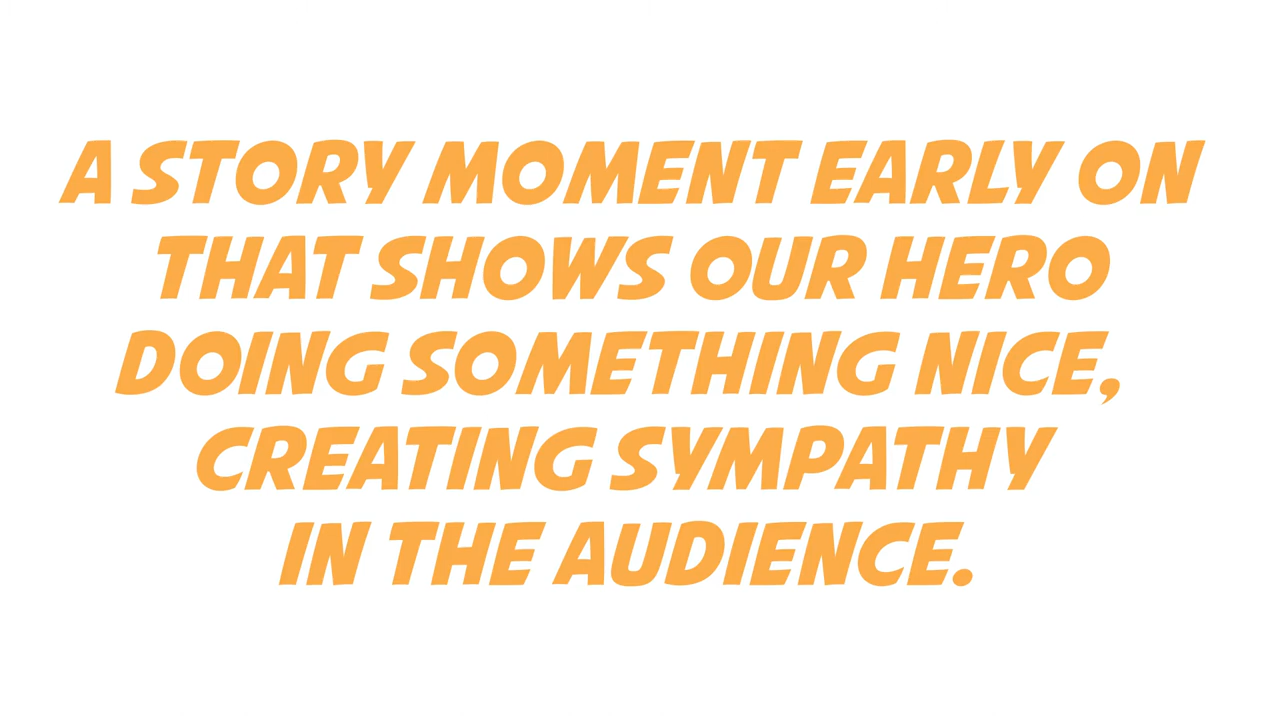 A STORY MOMENT EARLY ON
THAT SHOWS OUR HERO
DOING SOMETHING NICE,
CREATING SYMPATHY
IN THE AUDIENCE.